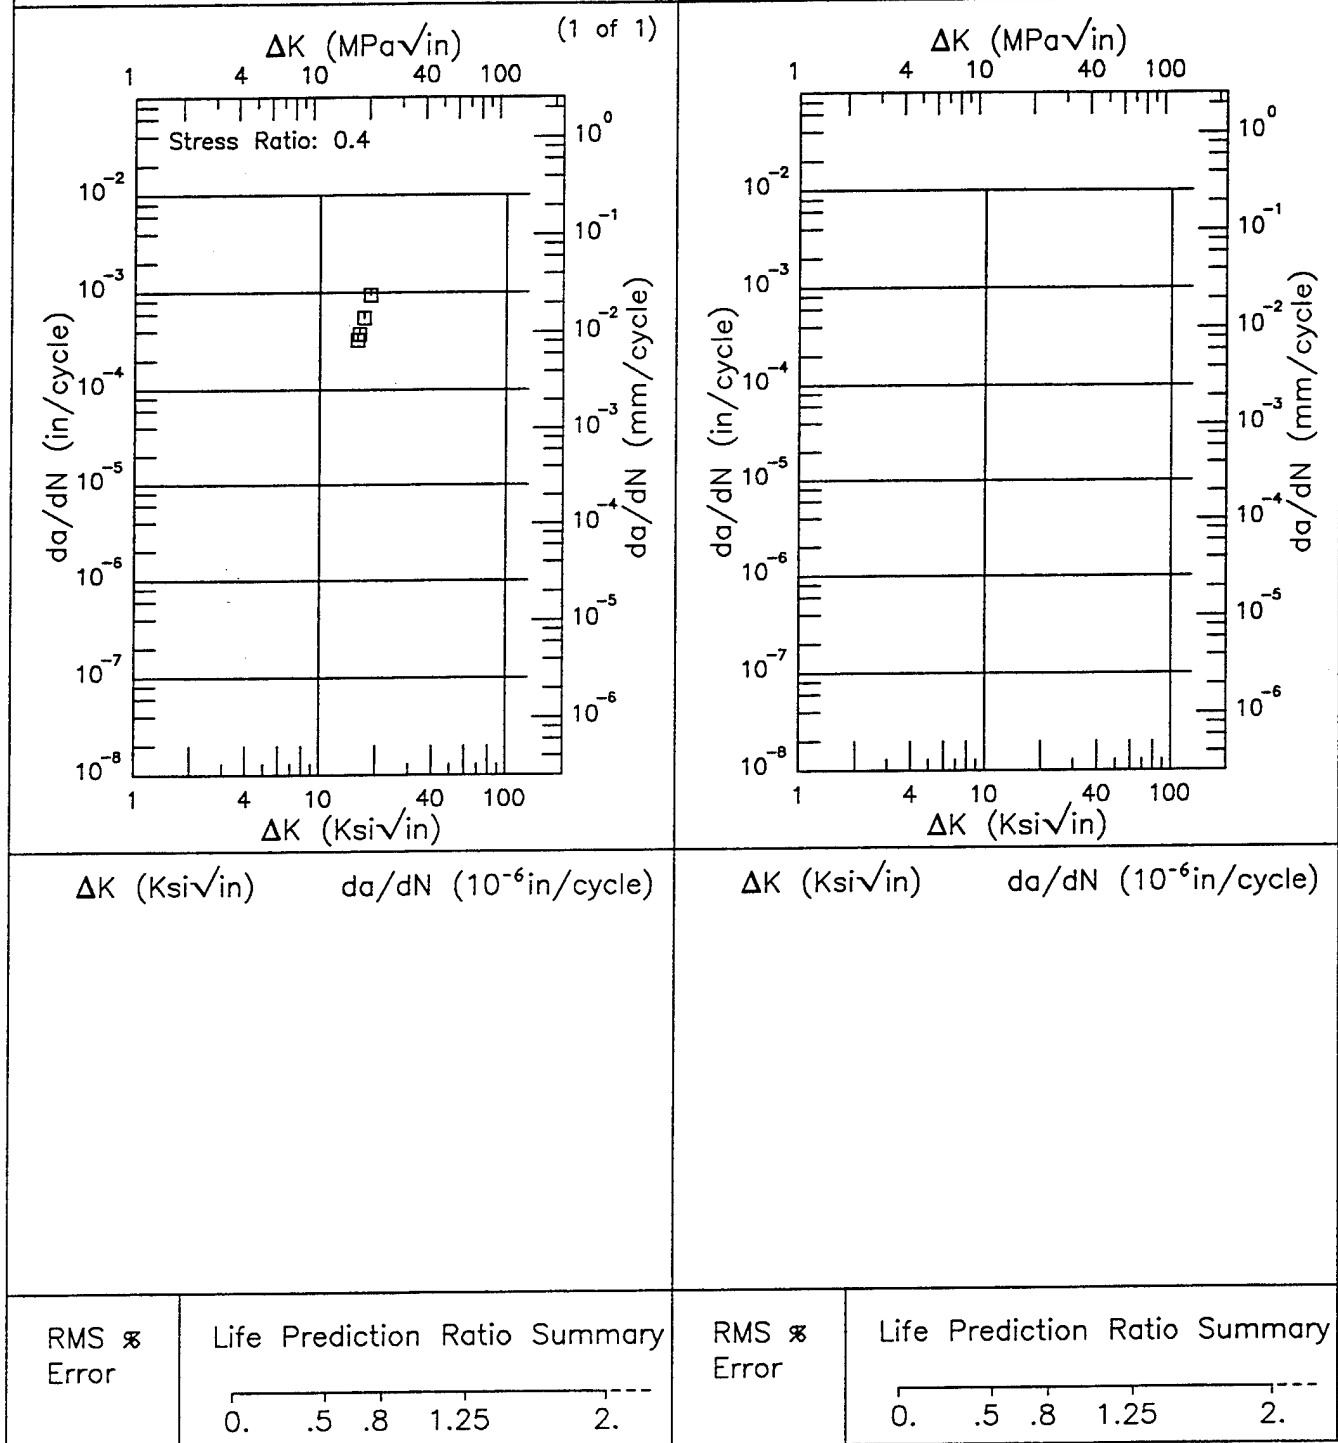 (1 of 1)
ΔK (MPa√in)
1 4 10 40 100
Stress Ratio: 0.4
10⁰
10⁻²
10⁻¹
10⁻³
10⁻²
10⁻⁴
10⁻³
10⁻⁵
10⁻⁴
10⁻⁶
10⁻⁵
10⁻⁷
10⁻⁶
10⁻⁸
da/dN (in/cycle)
da/dN (mm/cycle)
1 4 10 40 100
ΔK (Ksi√in)
ΔK (MPa√in)
1 4 10 40 100
10⁰
10⁻²
10⁻¹
10⁻³
10⁻²
10⁻⁴
10⁻³
10⁻⁵
10⁻⁴
10⁻⁶
10⁻⁵
10⁻⁷
10⁻⁶
10⁻⁸
da/dN (in/cycle)
da/dN (mm/cycle)
1 4 10 40 100
ΔK (Ksi√in)
ΔK (Ksi√in) da/dN (10⁻⁶in/cycle)
ΔK (Ksi√in) da/dN (10⁻⁶in/cycle)
RMS %
Error
Life Prediction Ratio Summary
0. .5 .8 1.25 2.
RMS %
Error
Life Prediction Ratio Summary
0. .5 .8 1.25 2.